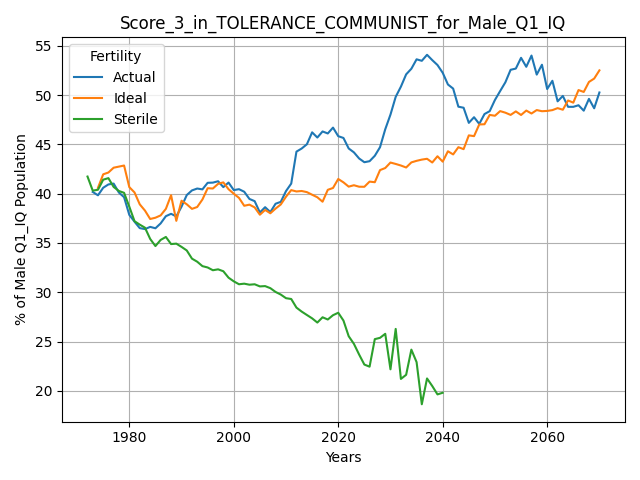 Score_3_in_TOLERANCE_COMMUNIST_for_Male_Q1_IQ
% of Male Q1_IQ Population
55
50
45
40
35
30
25
20
Fertility
Actual
Ideal
Sterile
1980 2000 2020 2040 2060
Years